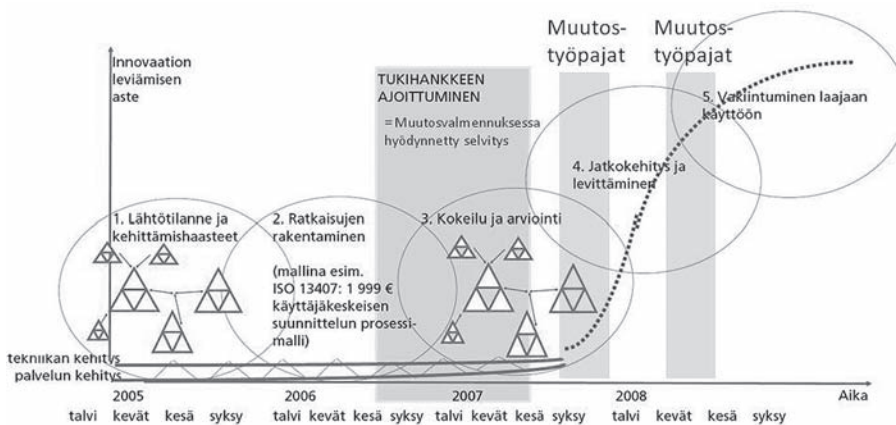 Muutos-
työpajat
Muutos-
työpajat
Innovaation
leviämisen
aste
TUKIHANKKEEN
AJOITTUMINEN
= Muutosvalmennuksessa
hyödynnetty selvitys
5. Vakiintuminen laajaan
käyttöön
4. Jatkokehitys ja
levittäminen
1. Lähtötilanne ja
kehittämishaasteet
2. Ratkaisujen
rakentaminen
(mallina esim.
ISO 13407: 1 999 €
käyttäjäkeskeisen
suunnittelun prosessi-
malli)
3. Kokeilu ja arviointi
tekniikan kehitys
palvelun kehitys
2005 2006 2007 2008 Aika
talvi kevät kesä syksy talvi kevät kesä syksy talvi kevät kesä syksy talvi kevät kesä syksy